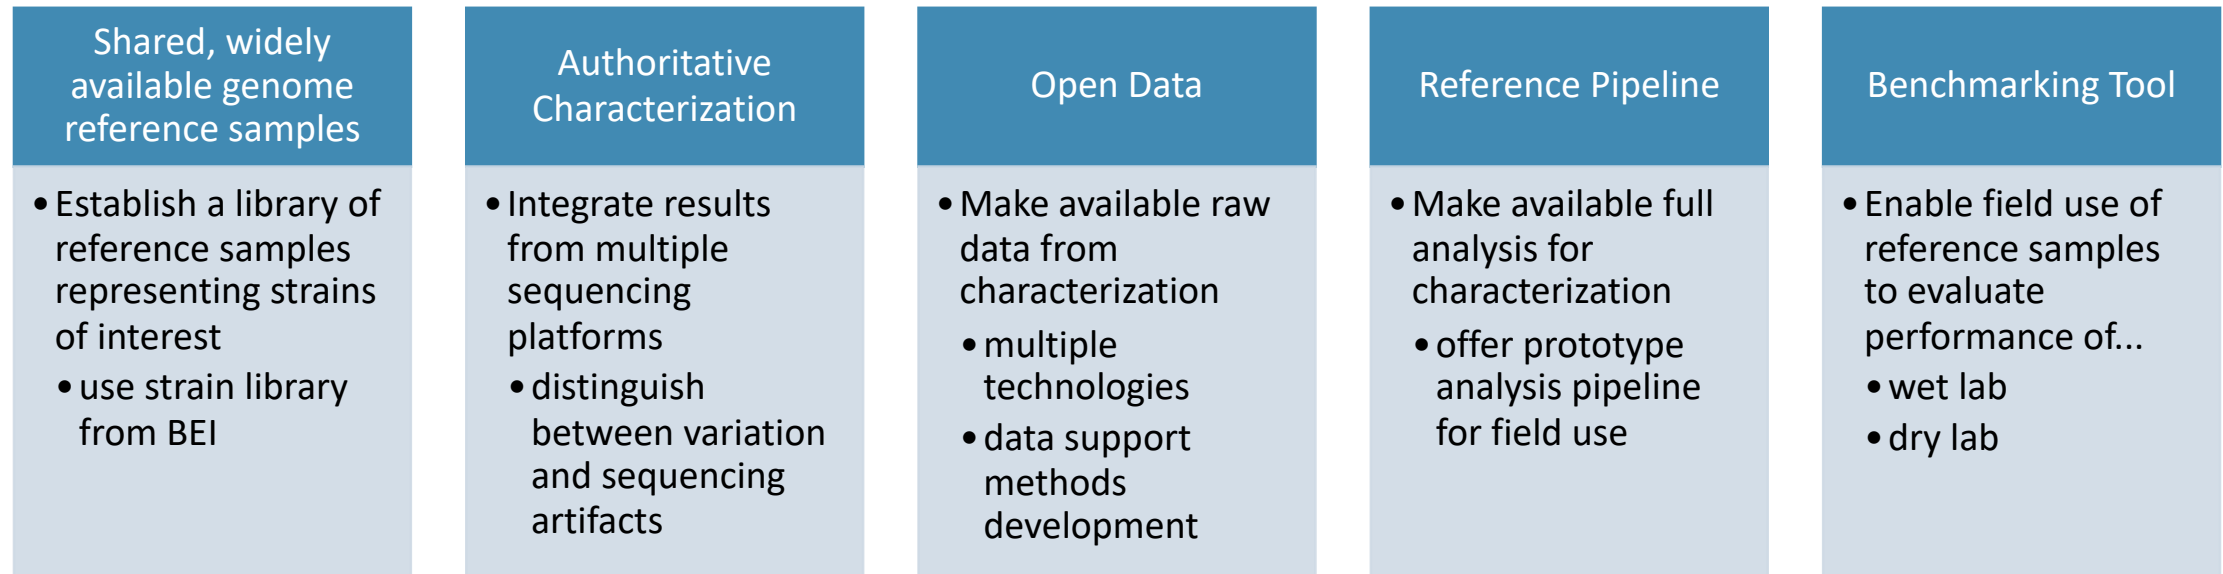 Shared, widely
available genome
reference samples
• Establish a library of
reference samples
representing strains
of interest
• use strain library
from BEI
Authoritative
Characterization
• Integrate results
from multiple
sequencing
platforms
• distinguish
between variation
and sequencing
artifacts
Open Data
• Make available raw
data from
characterization
• multiple
technologies
• data support
methods
development
Reference Pipeline
• Make available full
analysis for
characterization
• offer prototype
analysis pipeline
for field use
Benchmarking Tool
• Enable field use of
reference samples
to evaluate
performance of...
• wet lab
• dry lab